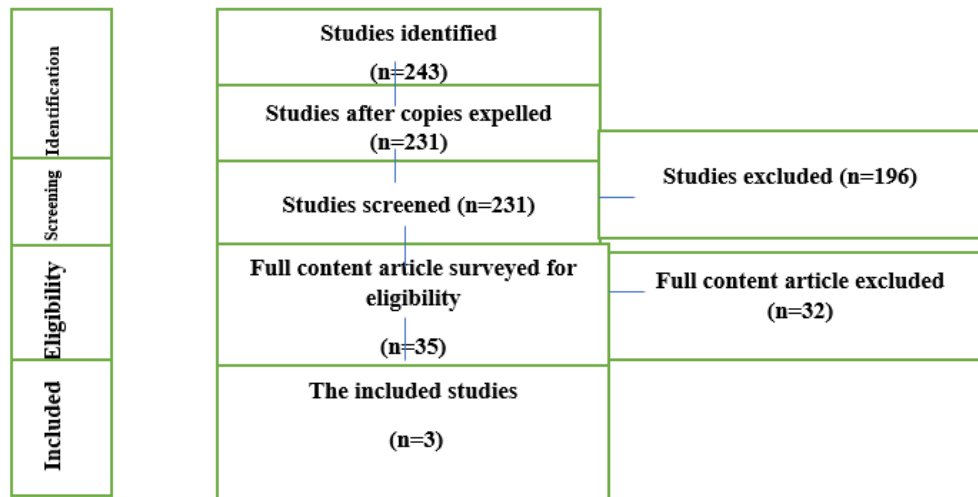 Identification
Studies identified
(n=243)
Studies after copies expelled
(n=231)
Screening
Studies screened (n=231)
Studies excluded (n=196)
Eligibility
Full content article surveyed for
eligibility
(n=35)
Full content article excluded
(n=32)
Included
The included studies
(n=3)